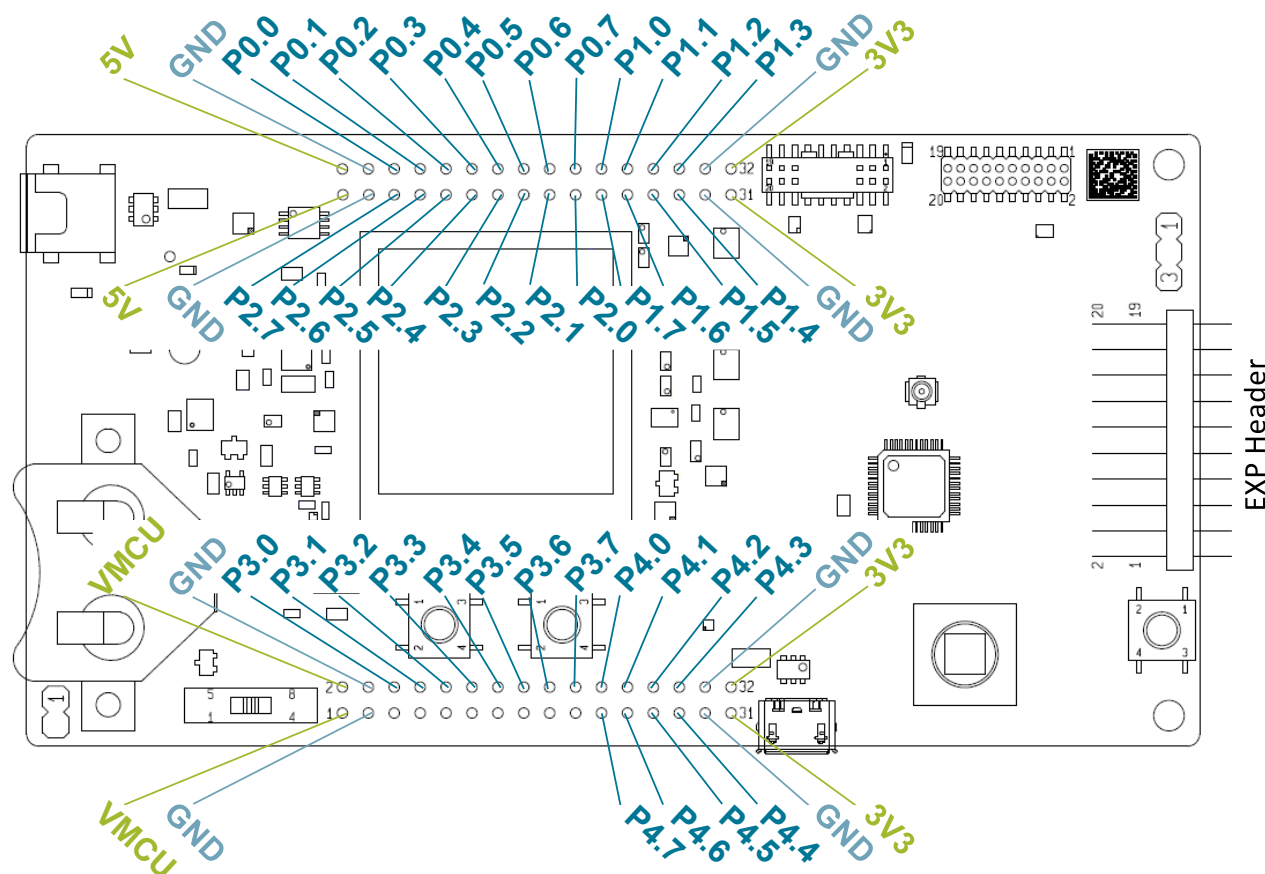 5V GND P0.0 P0.1 P0.2 P0.3 P0.4 P0.5 P0.6 P0.7 P1.0 P1.1 P1.2 P1.3 GND 3V3
32
31
19 1
20 2
1
3
5V GND P2.7 P2.6 P2.5 P2.4 P2.3 P2.2 P2.1 P2.0 P1.7 P1.6 P1.5 P1.4 GND 3V3
20 19
EXP Header
2 1
VMCU GND P3.0 P3.1 P3.2 P3.3 P3.4 P3.5 P3.6 P3.7 P4.0 P4.1 P4.2 P4.3 GND 3V3
1 3 1 3
2 4 2 4
2 1
4 3
1
5 8
1 4
2 32
1 31
VMCU GND P4.7 P4.6 P4.5 P4.4 GND 3V3